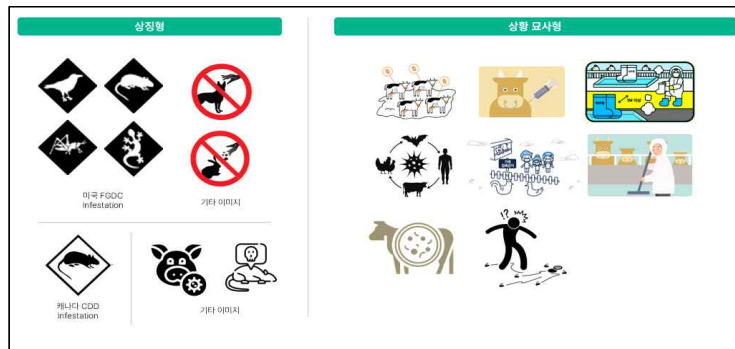 상징형
상황 묘사형
미국 FGDC
Infestation
기타 이미지
캐나다 CDD
Infestation
기타 이미지
!?